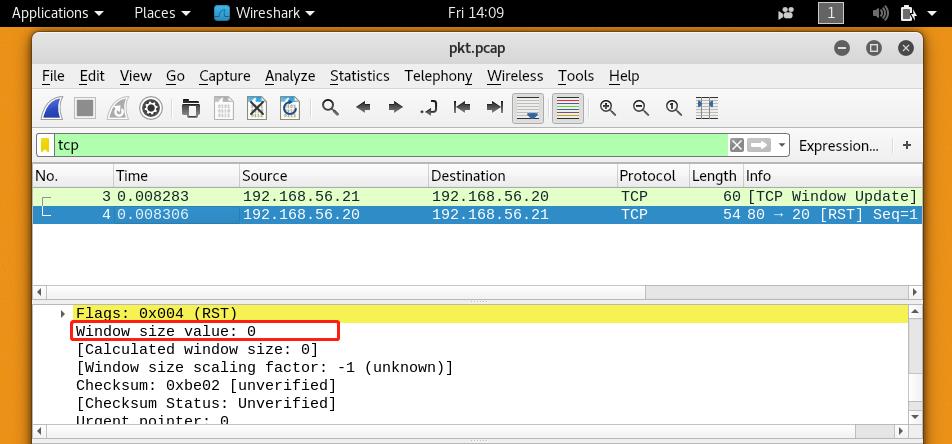 Applications Places Wireshark Fri 14:09 1
pkt.pcap
File Edit View Go Capture Analyze Statistics Telephony Wireless Tools Help
tcp Expression... +
No. Time Source Destination Protocol Length Info
3 0.008283 192.168.56.21 192.168.56.20 TCP 60 [TCP Window Update]
4 0.008306 192.168.56.20 192.168.56.21 TCP 54 80 → 20 [RST] Seq=1
Flags: 0x004 (RST)
Window size value: 0
[Calculated window size: 0]
[Window size scaling factor: -1 (unknown)]
Checksum: 0xbe02 [unverified]
[Checksum Status: Unverified]
Urgent pointer: 0